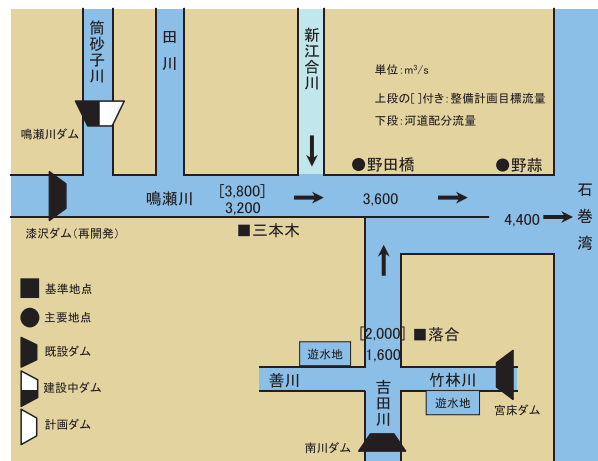 筒砂子川
田川
新江合川
単位：m³/s
上段の[ ]付き：整備計画目標流量
下段：河道配分流量
鳴瀬川ダム
野田橋
野蒜
鳴瀬川
[3,800]
3,200
3,600
4,400
石巻湾
漆沢ダム(再開発)
三本木
基準地点
主要地点
既設ダム
建設中ダム
計画ダム
[2,000]
1,600
落合
遊水地
善川
吉田川
竹林川
遊水地
宮床ダム
南川ダム